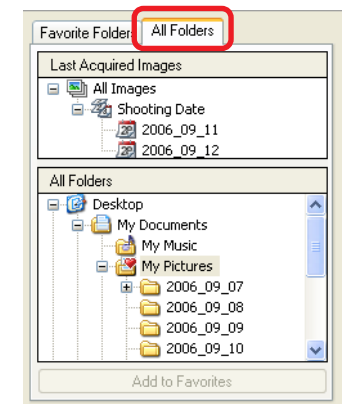 Favorite Folders All Folders
Last Acquired Images
All Images
Shooting Date
2006_09_11
2006_09_12
All Folders
Desktop
My Documents
My Music
My Pictures
2006_09_07
2006_09_08
2006_09_09
2006_09_10
Add to Favorites